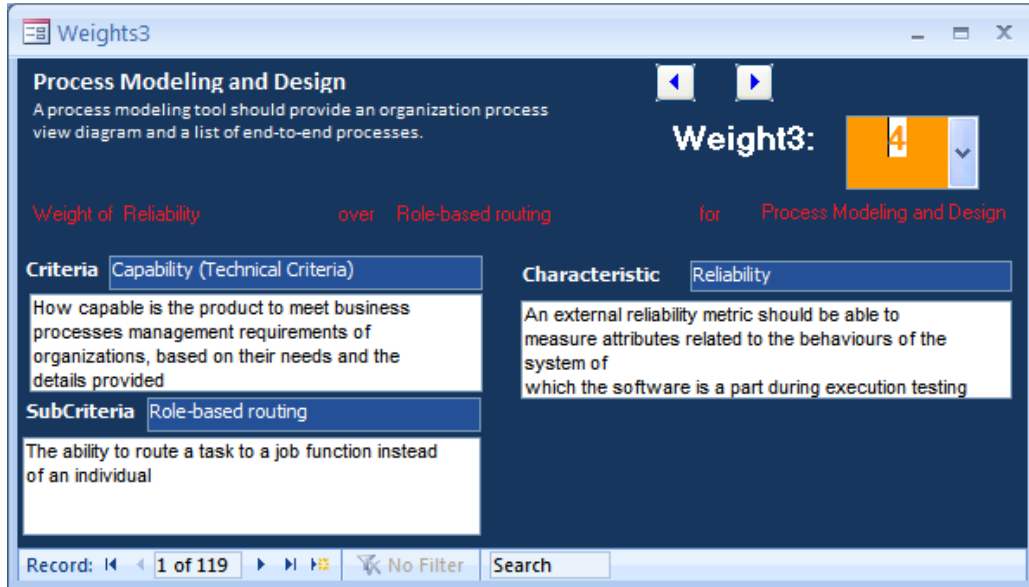 Weights3
Process Modeling and Design
A process modeling tool should provide an organization process
view diagram and a list of end-to-end processes.
Weight3: 4
Weight of Reliability over Role-based routing for Process Modeling and Design
Criteria Capability (Technical Criteria)
How capable is the product to meet business
processes management requirements of
organizations, based on their needs and the
details provided
SubCriteria Role-based routing
The ability to route a task to a job function instead
of an individual
Characteristic Reliability
An external reliability metric should be able to
measure attributes related to the behaviours of the
system of
which the software is a part during execution testing
Record: 1 of 119 No Filter Search